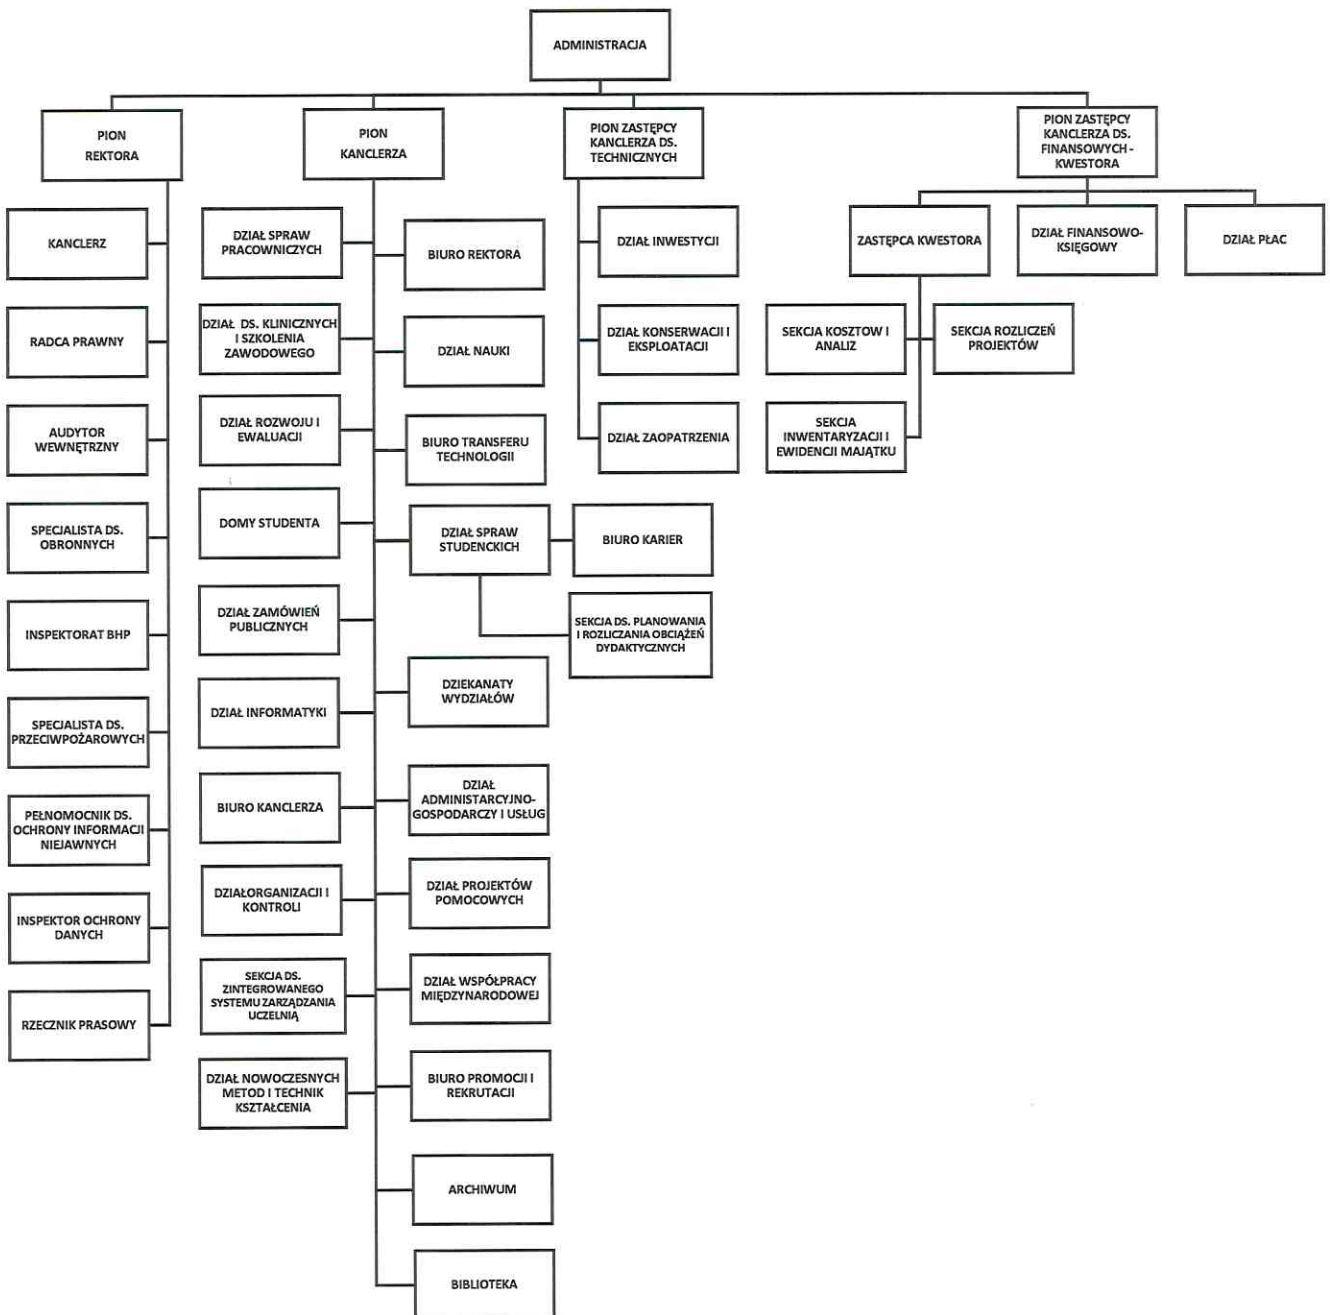 ADMINISTRACJA
PION
REKTORA
PION
KANCLERZA
PION ZASTĘPCY
KANCLERZA DS.
TECHNICZNYCH
PION ZASTĘPCY
KANCLERZA DS.
FINANSOWYCH -
KWESTORA
KANCLERZ
RADCA PRAWNY
AUDYTOR
WEWNĘTRZNY
SPECJALISTA DS.
OBRONNYCH
INSPEKTORAT BHP
SPECJALISTA DS.
PRZECIWPOŻAROWYCH
PEŁNOMOCNIK DS.
OCHRONY INFORMACJI
NIEJAWNYCH
INSPEKTOR OCHRONY
DANYCH
RZECZNIK PRASOWY
DZIAŁ SPRAW
PRACOWNICZYCH
DZIAŁ DS. KLINICZNYCH
I SZKOLENIA
ZAWODOWEGO
DZIAŁ ROZWOJU I
EWALUACJI
DOMY STUDENTA
DZIAŁ ZAMÓWIEŃ
PUBLICZNYCH
DZIAŁ INFORMATYKI
BIURO KANCLERZA
DZIAŁORGANIZACJI I
KONTROLI
SEKCJA DS.
ZINTEGROWANEGO
SYSTEMU ZARZĄDZANIA
UCZELNIĄ
DZIAŁ NOWOCZESNYCH
METOD I TECHNIK
KSZTAŁCENIA
BIURO REKTORA
DZIAŁ NAUKI
BIURO TRANSFERU
TECHNOLOGII
DZIAŁ SPRAW
STUDENCKICH
BIURO KARIER
SEKCJA DS. PLANOWANIA
I ROZLICZANIA OBCIĄŻEŃ
DYDAKTYCZNYCH
DZIEKANATY
WYDZIAŁÓW
DZIAŁ
ADMINISTARCYJNO-
GOSPODARCZY I USŁUG
DZIAŁ PROJEKTÓW
POMOCOWYCH
DZIAŁ WSPÓŁPRACY
MIĘDZYNARODOWEJ
BIURO PROMOCJI I
REKRUTACJI
ARCHIWUM
BIBLIOTEKA
DZIAŁ INWESTYCJI
DZIAŁ KONSERWACJI I
EKSPLOATACJI
DZIAŁ ZAOPATRZENIA
ZASTĘPCA KWESTORA
DZIAŁ FINANSOWO-
KSIĘGOWY
DZIAŁ PŁAC
SEKCJA KOSZTOW I
ANALIZ
SEKCJA ROZLICZEŃ
PROJEKTÓW
SEKCJA
INWENTARYZACJI I
EWIDENCJI MAJĄTKU